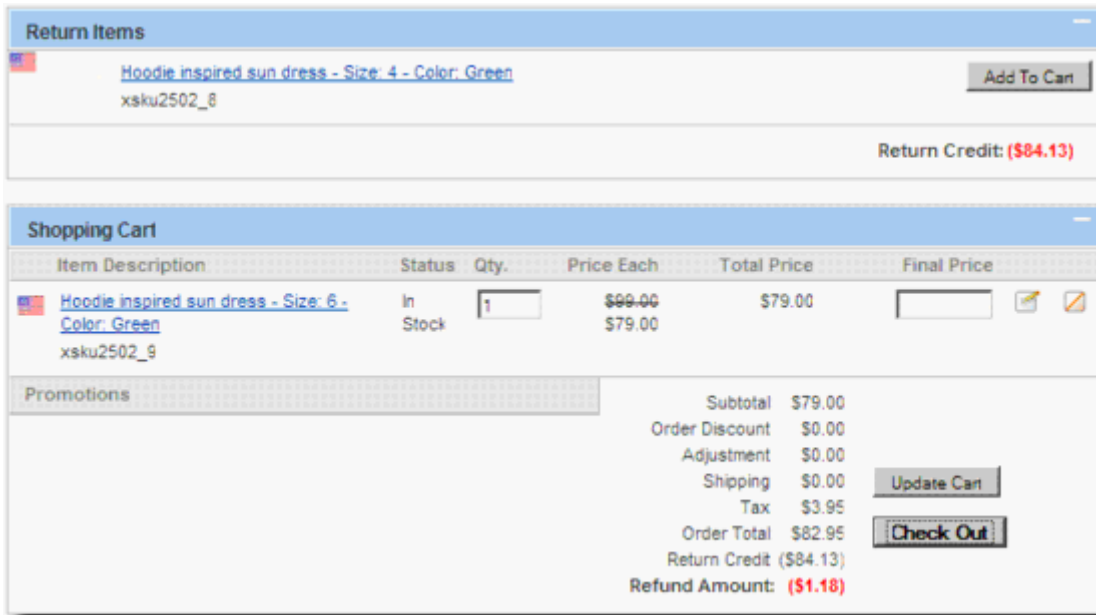 Return Items
Hoodie inspired sun dress - Size: 4 - Color: Green
Add To Cart
xsku2502_8
Return Credit: ($84.13)
Shopping Cart
Item Description Status Qty. Price Each Total Price Final Price
Hoodie inspired sun dress - Size: 6 - In 1 $99.00 $79.00
Color: Green Stock $79.00
xsku2502_9
Promotions
Subtotal $79.00
Order Discount $0.00
Adjustment $0.00
Shipping $0.00 Update Cart
Tax $3.95
Order Total $82.95 Check Out
Return Credit ($84.13)
Refund Amount: ($1.18)